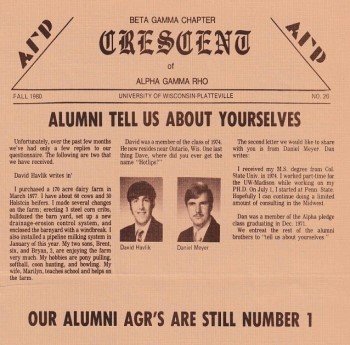 ΑΓΡ
BETA GAMMA CHAPTER
ΑΓΡ
CRESCENT
of
ALPHA GAMMA RHO
FALL 1980
UNIVERSITY OF WISCONSIN-PLATTEVILLE
NO. 26
ALUMNI TELL US ABOUT YOURSELVES
Unfortunately, over the past few months
we've had only a few replies to our
questionnaire. The following are two that
we have received.
David Havlik writes in!
I purchased a 170 acre dairy farm in
March 1977. I have about 60 cows and 30
Holstein heifers. I made several changes
on the farm: erecting 3 steel corn cribs,
bulldozed the barn yard, set up a new
drainage-erosion control system, and
enclosed the barnyard with a windbreak. I
also installed a pipeline milking system in
January of this year. My two sons, Brent,
six, and Bryan, 3, are enjoying the farm
very much. My hobbies are pony pulling,
softball, coon hunting, and bowling. My
wife, Marilyn, teaches school and helps on
the farm.
David was a member of the class of 1974.
He now resides near Ontario, Wis. One last
thing Dave, where did you ever get the
name "Hotlips?"
David Havlik
Daniel Meyer
The second letter we would like to share
with you is from Daniel Meyer. Dan
writes:
I received my M.S. degree from Col.
State Univ. in 1974. I worked part-time for
the UW-Madison while working on my
PH.D. On July 1, I started at Penn. State.
Hopefully I can continue doing a limited
amount of consulting in the Midwest.
Dan was a member of the Alpha pledge
class graduating in Dec. 1971.
We entreat the rest of the alumni
brothers to "tell us about yourselves."
OUR ALUMNI AGR'S ARE STILL NUMBER 1